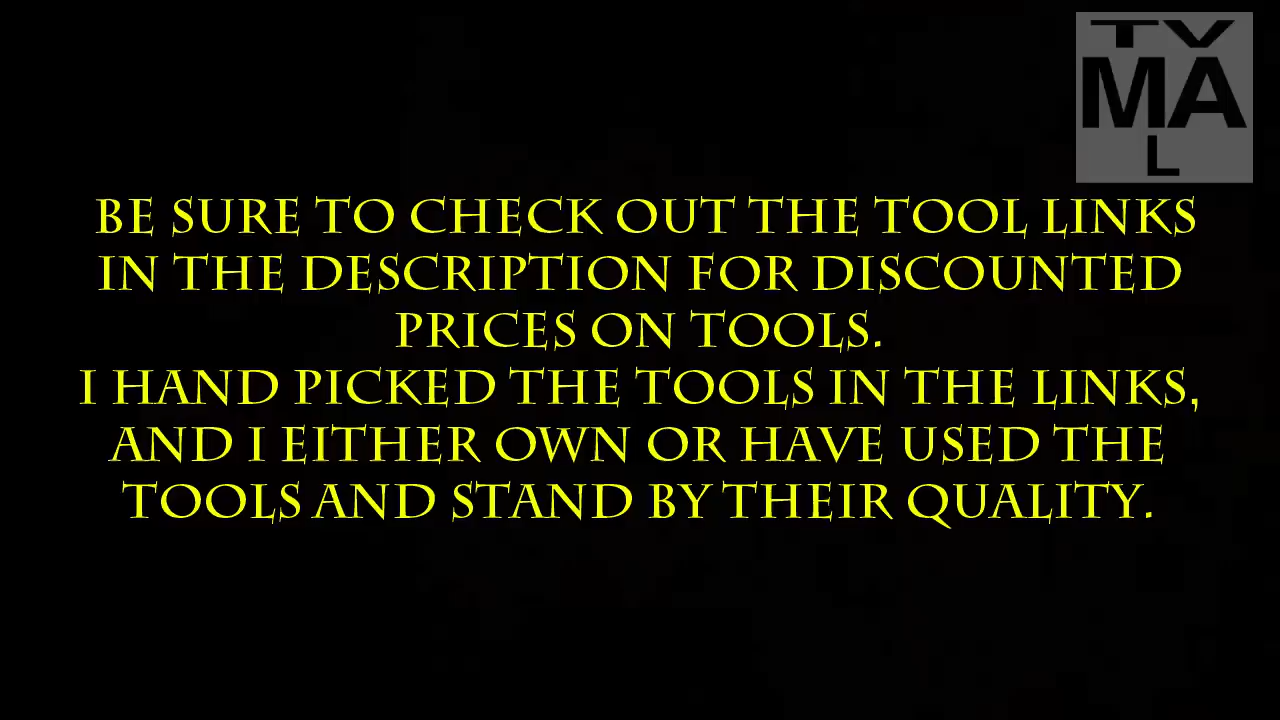 TV
MA
L
BE SURE TO CHECK OUT THE TOOL LINKS
IN THE DESCRIPTION FOR DISCOUNTED
PRICES ON TOOLS.
I HAND PICKED THE TOOLS IN THE LINKS,
AND I EITHER OWN OR HAVE USED THE
TOOLS AND STAND BY THEIR QUALITY.